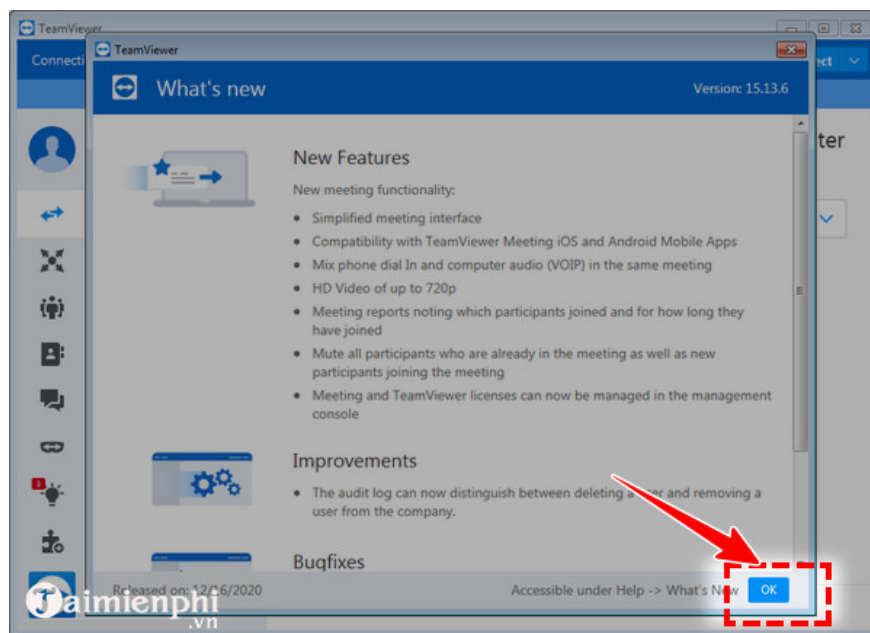 TeamViewer
TeamViewer
Connecti
ect
What's new
Version: 15.13.6
ter
New Features
New meeting functionality:
• Simplified meeting interface
• Compatibility with TeamViewer Meeting iOS and Android Mobile Apps
• Mix phone dial In and computer audio (VOIP) in the same meeting
• HD Video of up to 720p
• Meeting reports noting which participants joined and for how long they
have joined
• Mute all participants who are already in the meeting as well as new
participants joining the meeting
• Meeting and TeamViewer licenses can now be managed in the management
console
Improvements
• The audit log can now distinguish between deleting a user and removing a
user from the company.
Bugfixes
Released on: 12/16/2020
Accessible under Help -> What's New
OK
Taimienphi
.vn